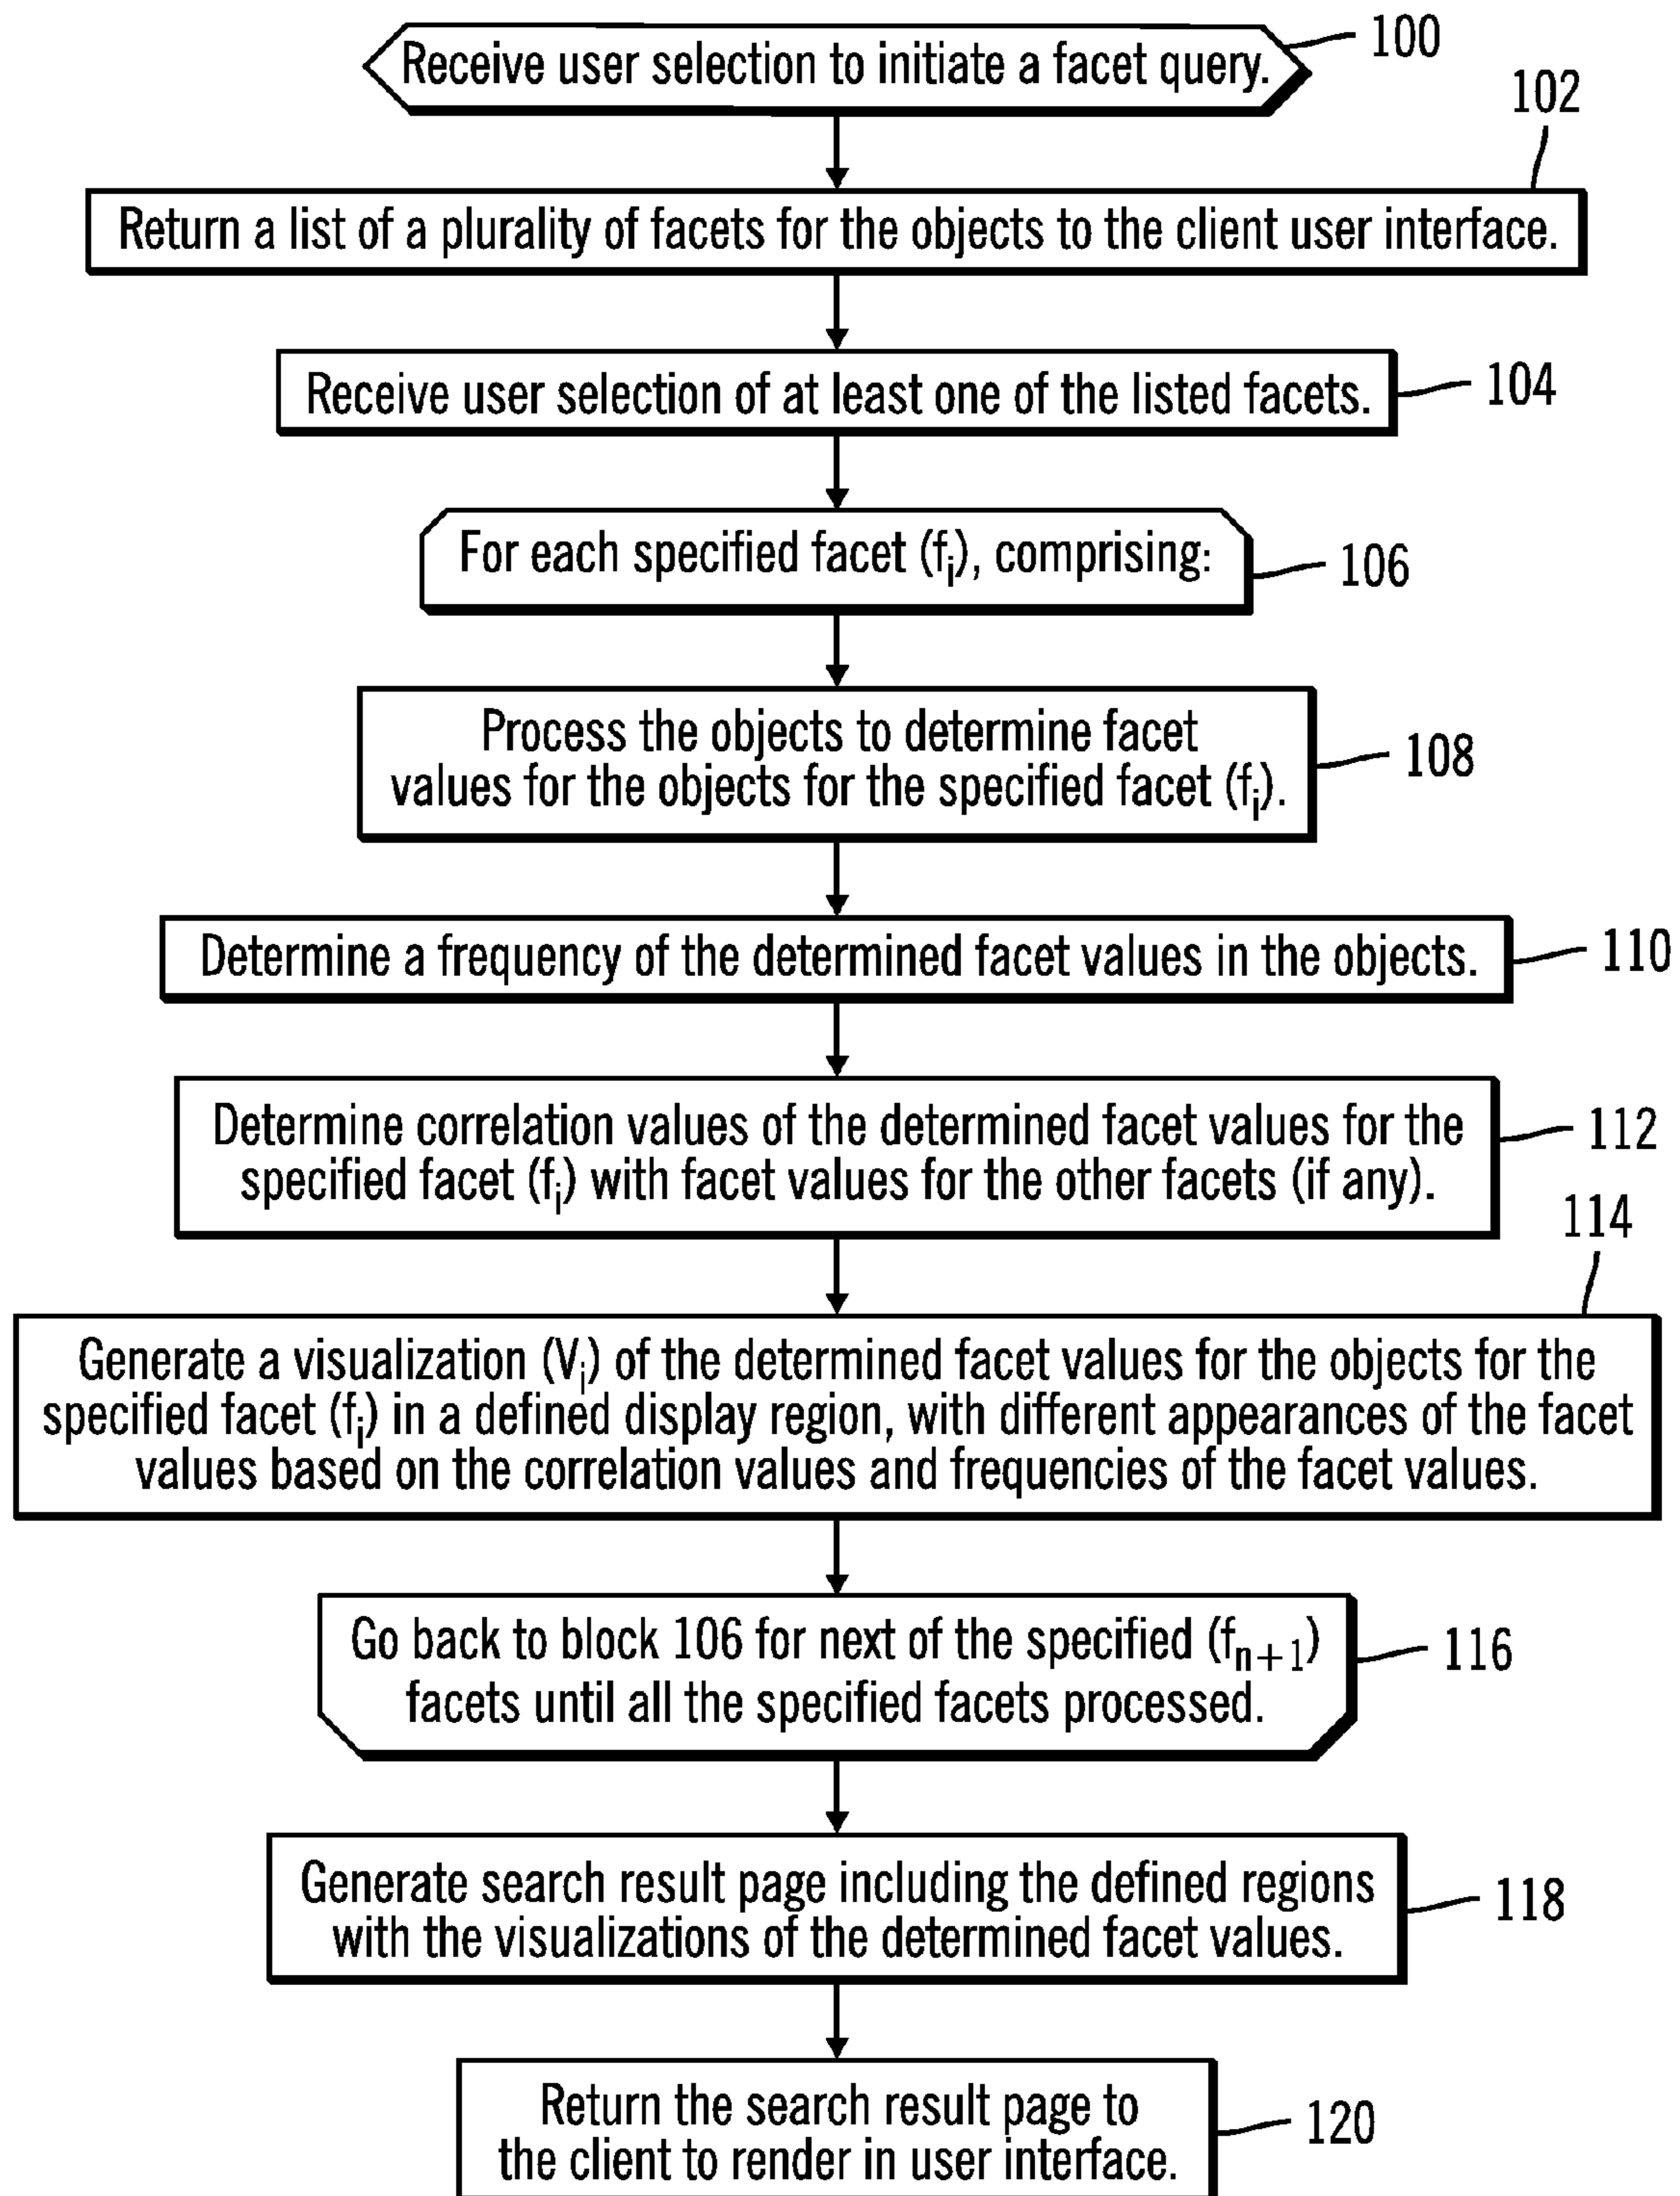 Receive user selection to initiate a facet query.
100
102
Return a list of a plurality of facets for the objects to the client user interface.
Receive user selection of at least one of the listed facets.
104
For each specified facet (fi), comprising:
106
Process the objects to determine facet
values for the objects for the specified facet (fi).
108
Determine a frequency of the determined facet values in the objects.
110
Determine correlation values of the determined facet values for the
specified facet (fi) with facet values for the other facets (if any).
112
114
Generate a visualization (Vi) of the determined facet values for the objects for the
specified facet (fi) in a defined display region, with different appearances of the facet
values based on the correlation values and frequencies of the facet values.
Go back to block 106 for next of the specified (fn+1)
facets until all the specified facets processed.
116
Generate search result page including the defined regions
with the visualizations of the determined facet values.
118
Return the search result page to
the client to render in user interface.
120